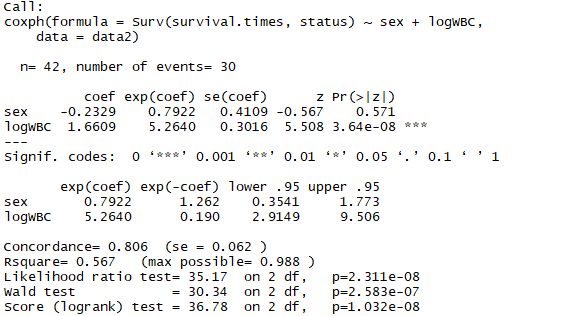 Call:
coxph(formula = Surv(survival.times, status) ~ sex + logWBC,
    data = data2)
  n= 42, number of events= 30
          coef exp(coef) se(coef)      z Pr(>|z|)
sex    -0.2329    0.7922   0.4109 -0.567    0.571
logWBC  1.6609    5.2640   0.3016  5.508 3.64e-08 ***
---
Signif. codes:  0 ‘***’ 0.001 ‘**’ 0.01 ‘*’ 0.05 ‘.’ 0.1 ‘ ’ 1
       exp(coef) exp(-coef) lower .95 upper .95
sex       0.7922      1.262    0.3541     1.773
logWBC    5.2640      0.190    2.9149     9.506
Concordance= 0.806  (se = 0.062 )
Rsquare= 0.567   (max possible= 0.988 )
Likelihood ratio test= 35.17  on 2 df,   p=2.311e-08
Wald test            = 30.34  on 2 df,   p=2.583e-07
Score (logrank) test = 36.78  on 2 df,   p=1.032e-08